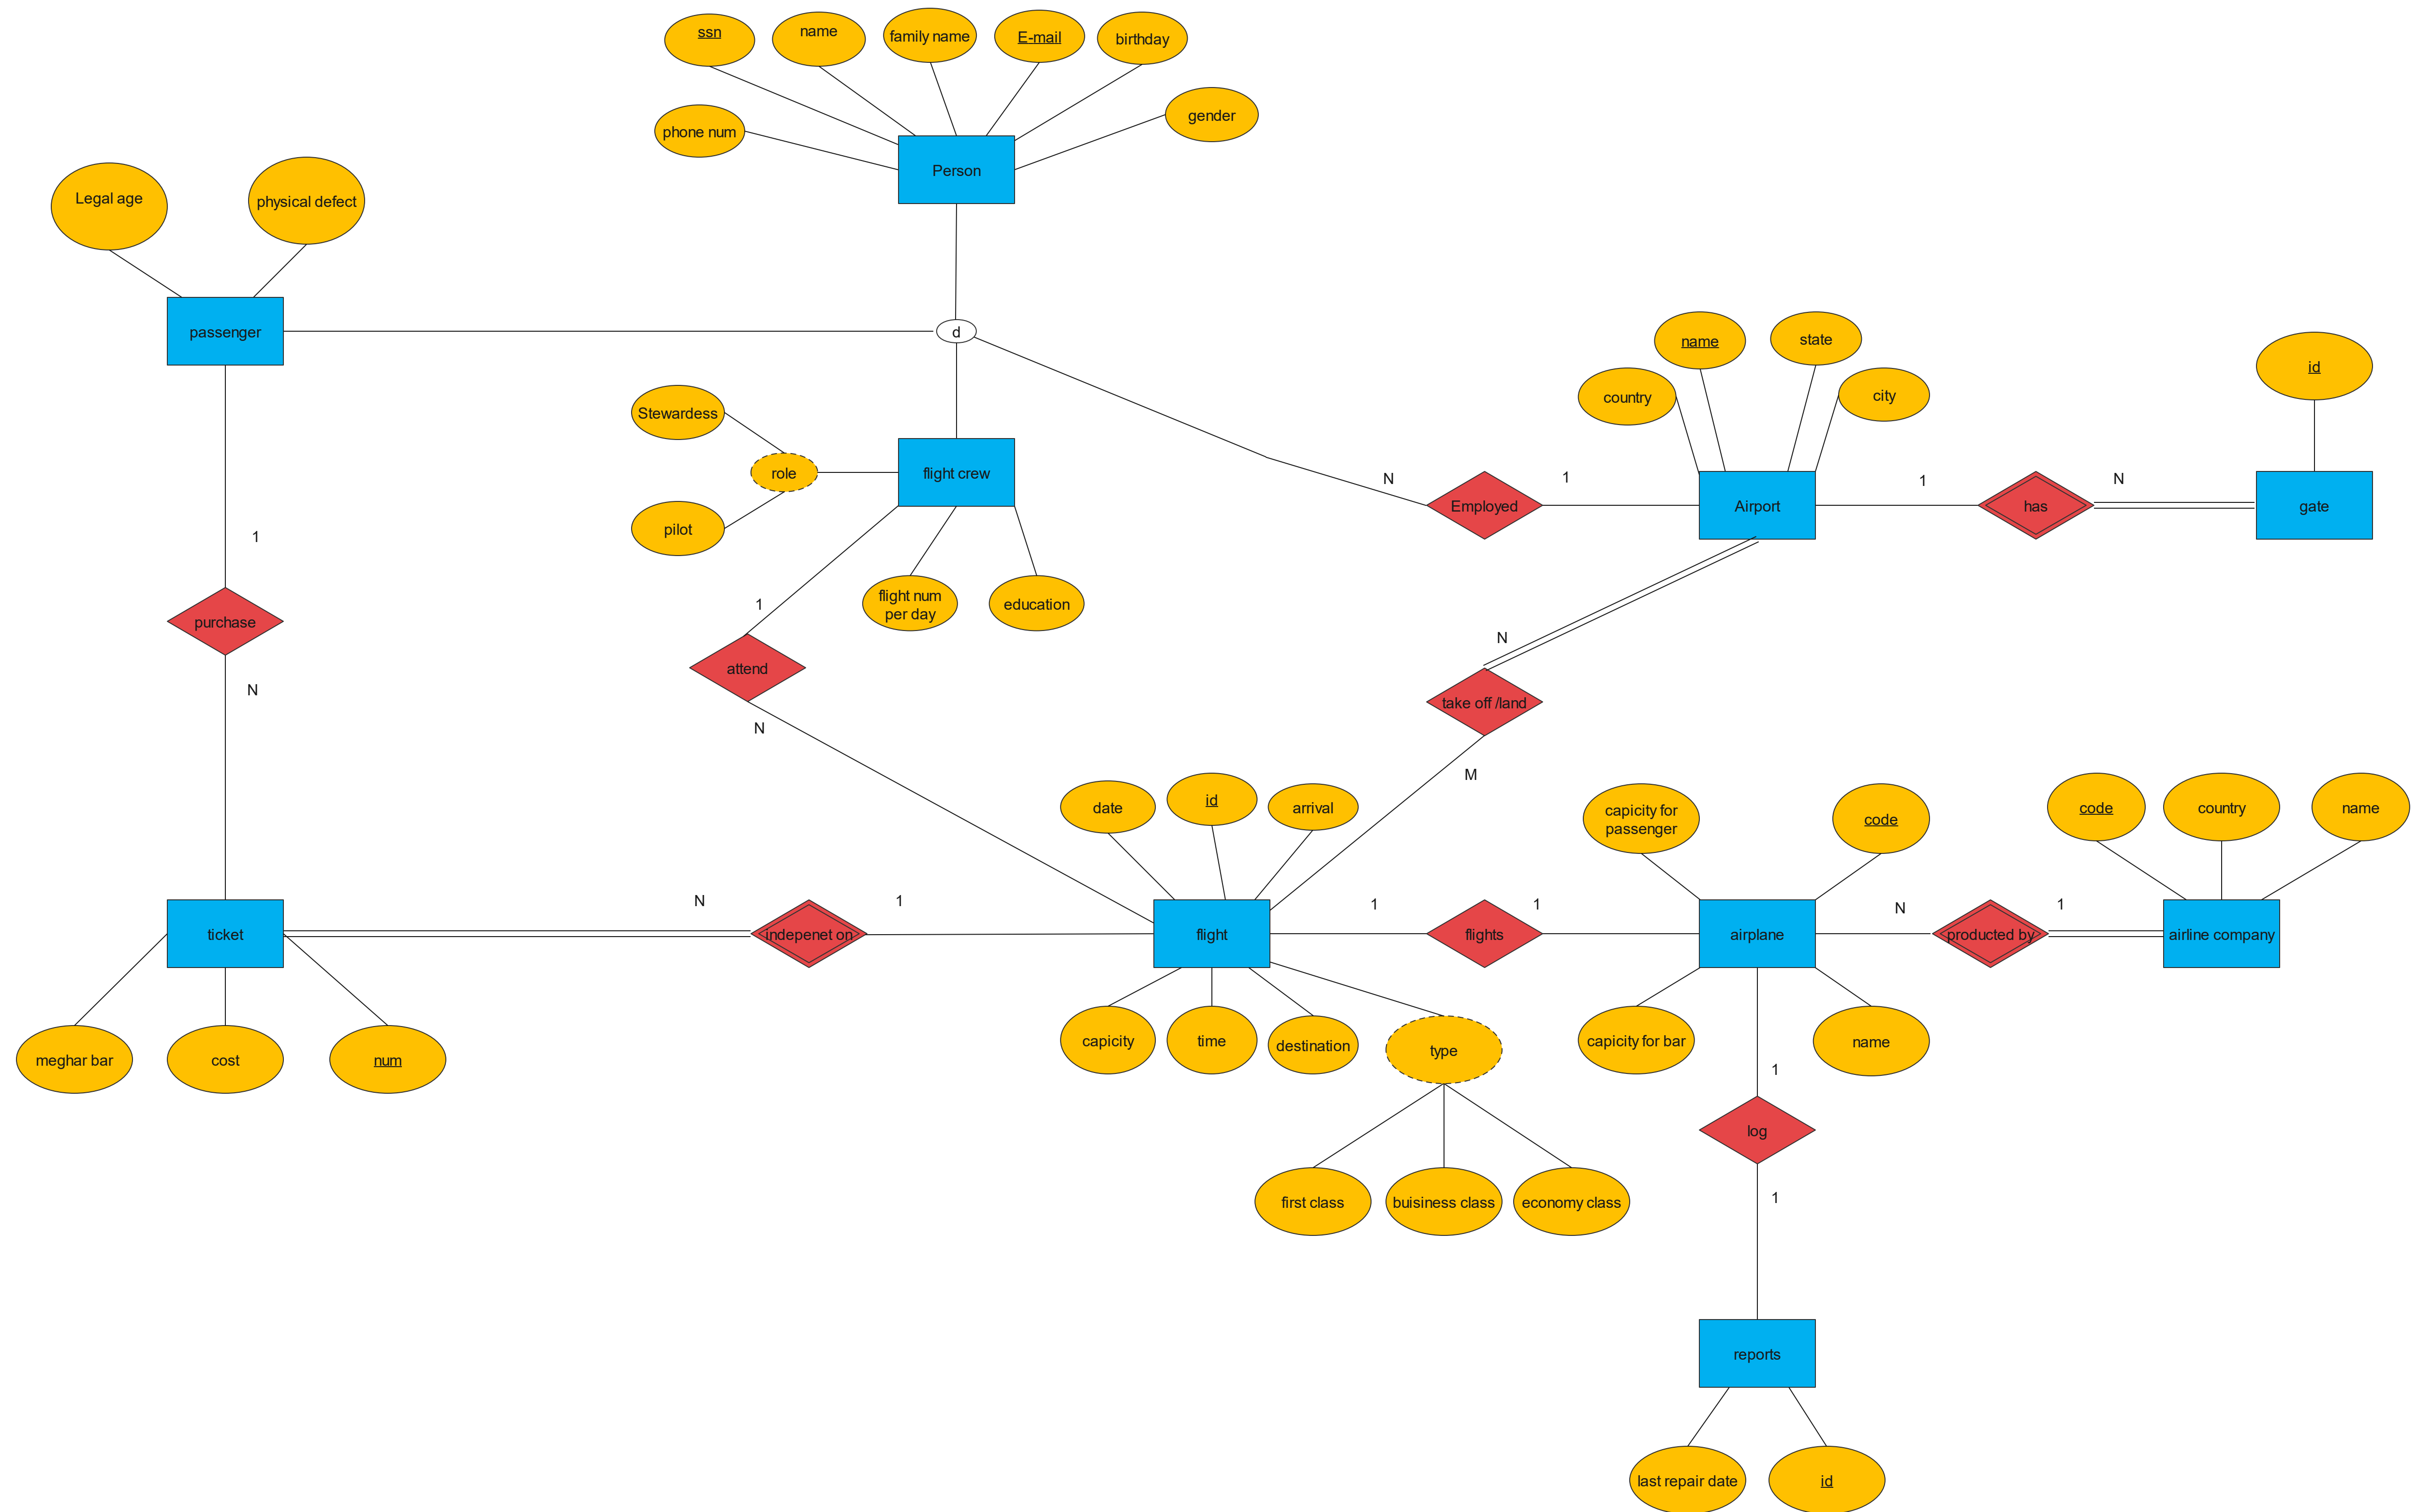 ssn
name
family name
E-mail
birthday
phone num
gender
Person
Legal age
physical defect
passenger
d
country
name
state
city
id
Stewardess
role
pilot
flight crew
flight num
per day
education
N
Employed
1
Airport
1
has
N
gate
1
purchase
N
1
attend
N
N
take off /land
M
date
id
arrival
capicity for
passenger
code
code
country
name
ticket
N
indepenet on
1
flight
1
flights
1
airplane
N
producted by
1
airline company
meghar bar
cost
num
capicity
time
destination
type
capicity for bar
name
1
log
1
first class
buisiness class
economy class
reports
last repair date
id